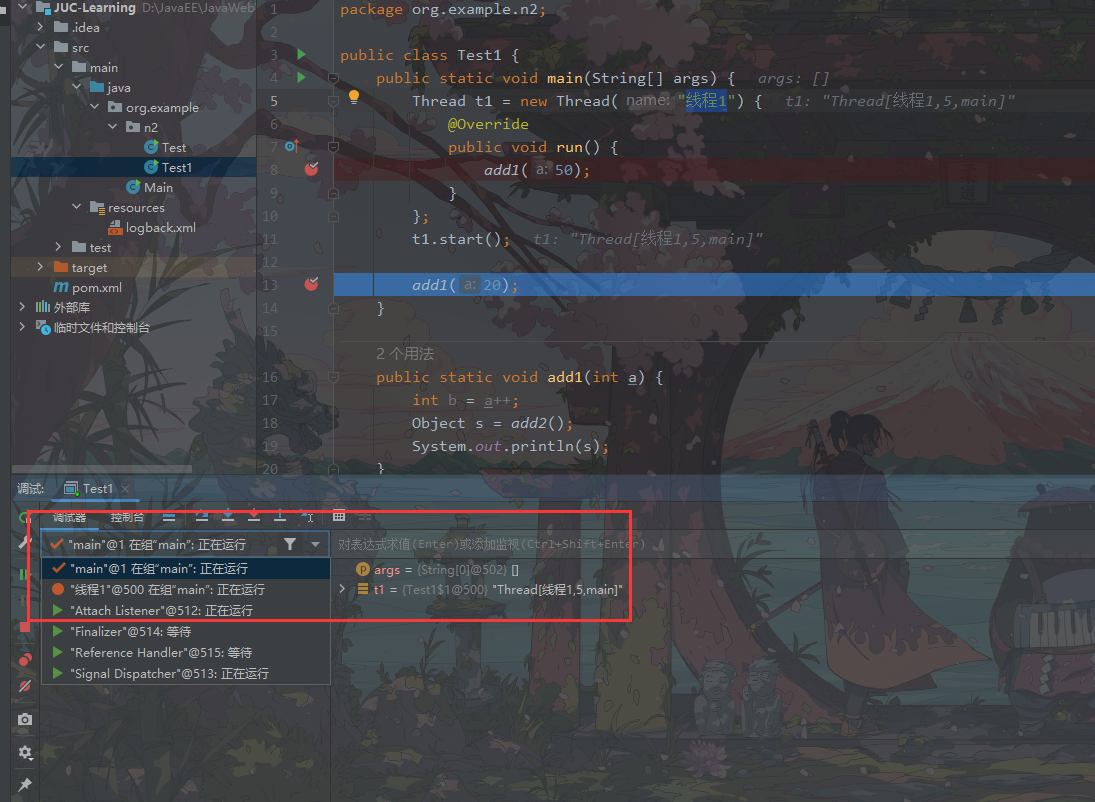 JUC-Learning D:\JavaEE\JavaWeb
.idea
src
main
java
org.example
n2
Test
Test1
Main
resources
logback.xml
test
target
pom.xml
外部库
临时文件和控制台
1 package org.example.n2;
2
3 public class Test1 {
4 public static void main(String[] args) { args: []
5 Thread t1 = new Thread( name: "线程1") { t1: "Thread[线程1,5,main]"
6 @Override
7 public void run() {
8 add1( a: 50);
9 }
10 };
11 t1.start(); t1: "Thread[线程1,5,main]"
12
13 add1( a: 20);
14 }
15
2 个用法
16 public static void add1(int a) {
17 int b = a++;
18 Object s = add2();
19 System.out.println(s);
20 }
调试: Test1
调试器 控制台
"main"@1 在组"main": 正在运行
对表达式求值(Enter)或添加监视(Ctrl+Shift+Enter)
"main"@1 在组"main": 正在运行
"线程1"@500 在组"main": 正在运行
"Attach Listener"@512: 正在运行
"Finalizer"@514: 等待
"Reference Handler"@515: 等待
"Signal Dispatcher"@513: 正在运行
args = {String[0]@502} []
t1 = {Test1$1@500} "Thread[线程1,5,main]"